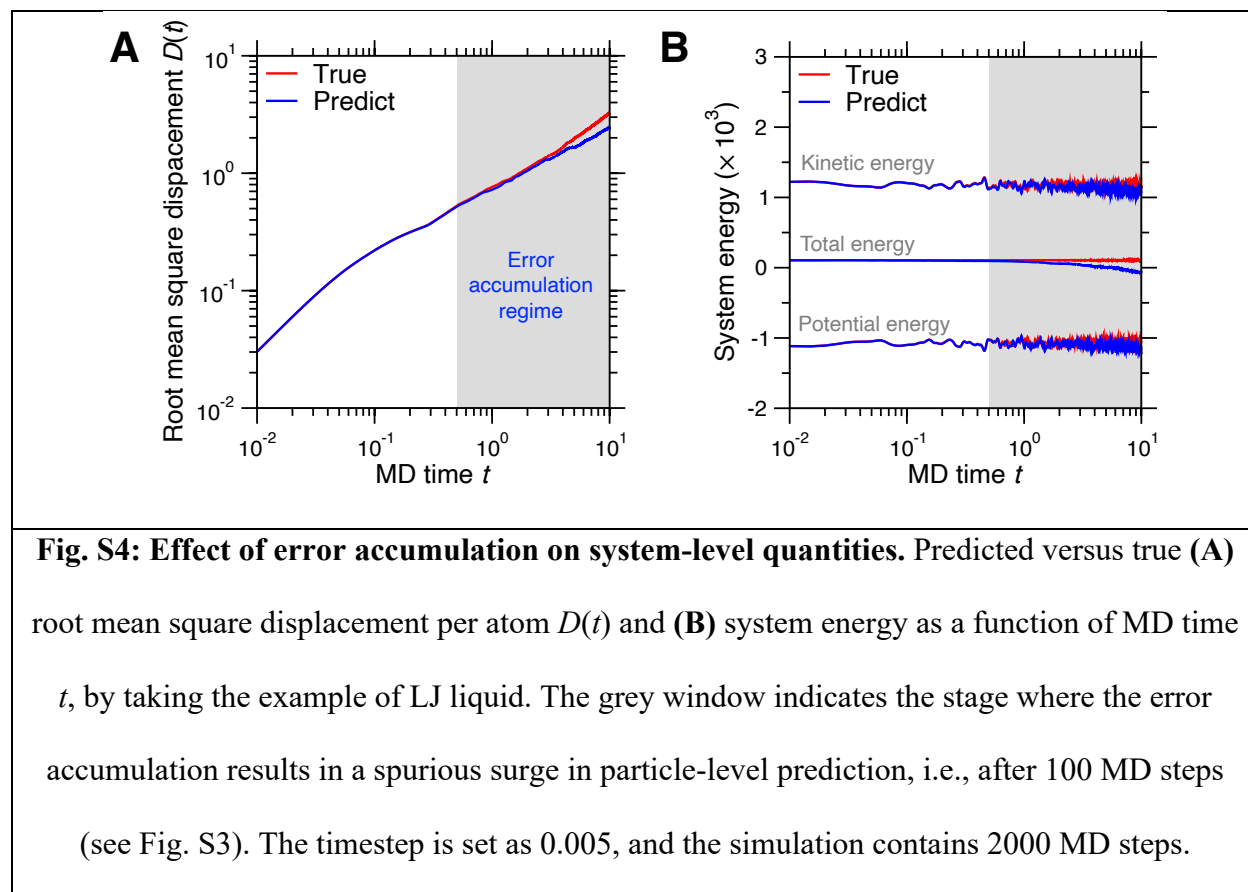 A
Root mean square dispacement D(t)
10^1
10^0
10^-1
10^-2
True
Predict
Error
accumulation
regime
10^-2
10^-1
10^0
10^1
MD time t
B
System energy (× 10^3)
3
2
1
0
-1
-2
True
Predict
Kinetic energy
Total energy
Potential energy
10^-2
10^-1
10^0
10^1
MD time t
Fig. S4: Effect of error accumulation on system-level quantities. Predicted versus true (A)
root mean square displacement per atom D(t) and (B) system energy as a function of MD time
t, by taking the example of LJ liquid. The grey window indicates the stage where the error
accumulation results in a spurious surge in particle-level prediction, i.e., after 100 MD steps
(see Fig. S3). The timestep is set as 0.005, and the simulation contains 2000 MD steps.